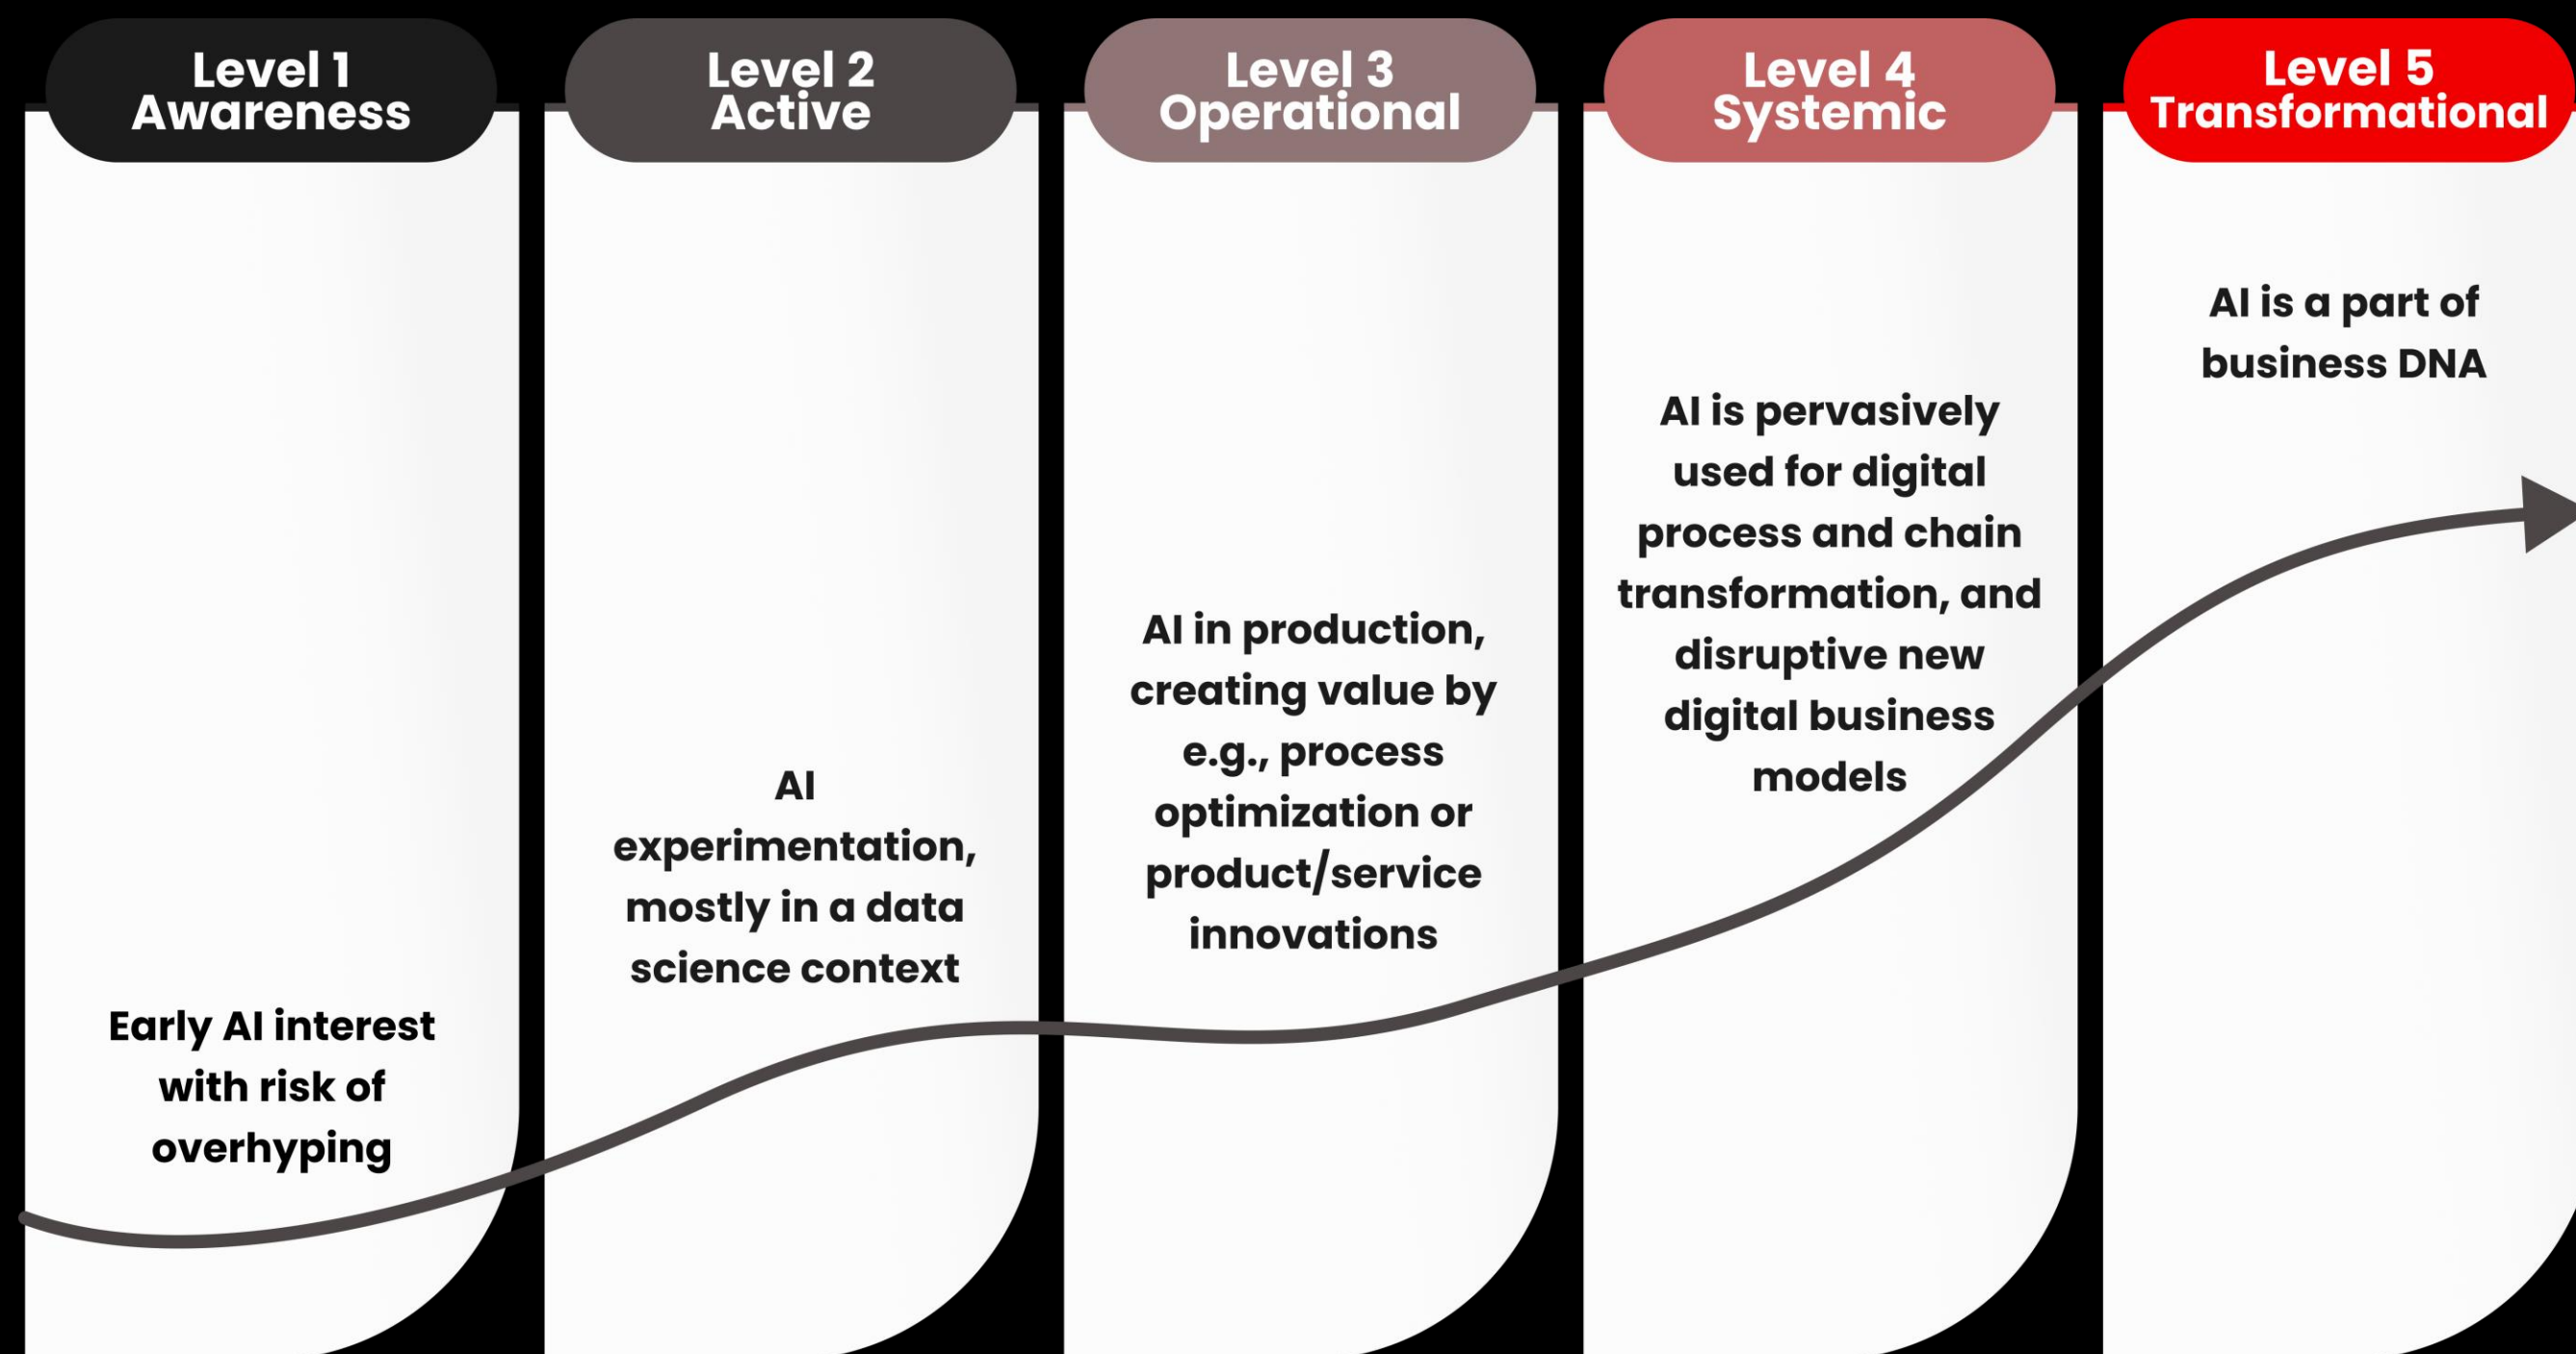 Level 1
Awareness
Early AI interest
with risk of
overhyping
Level 2
Active
AI
experimentation,
mostly in a data
science context
Level 3
Operational
AI in production,
creating value by
e.g., process
optimization or
product/service
innovations
Level 4
Systemic
AI is pervasively
used for digital
process and chain
transformation, and
disruptive new
digital business
models
Level 5
Transformational
AI is a part of
business DNA